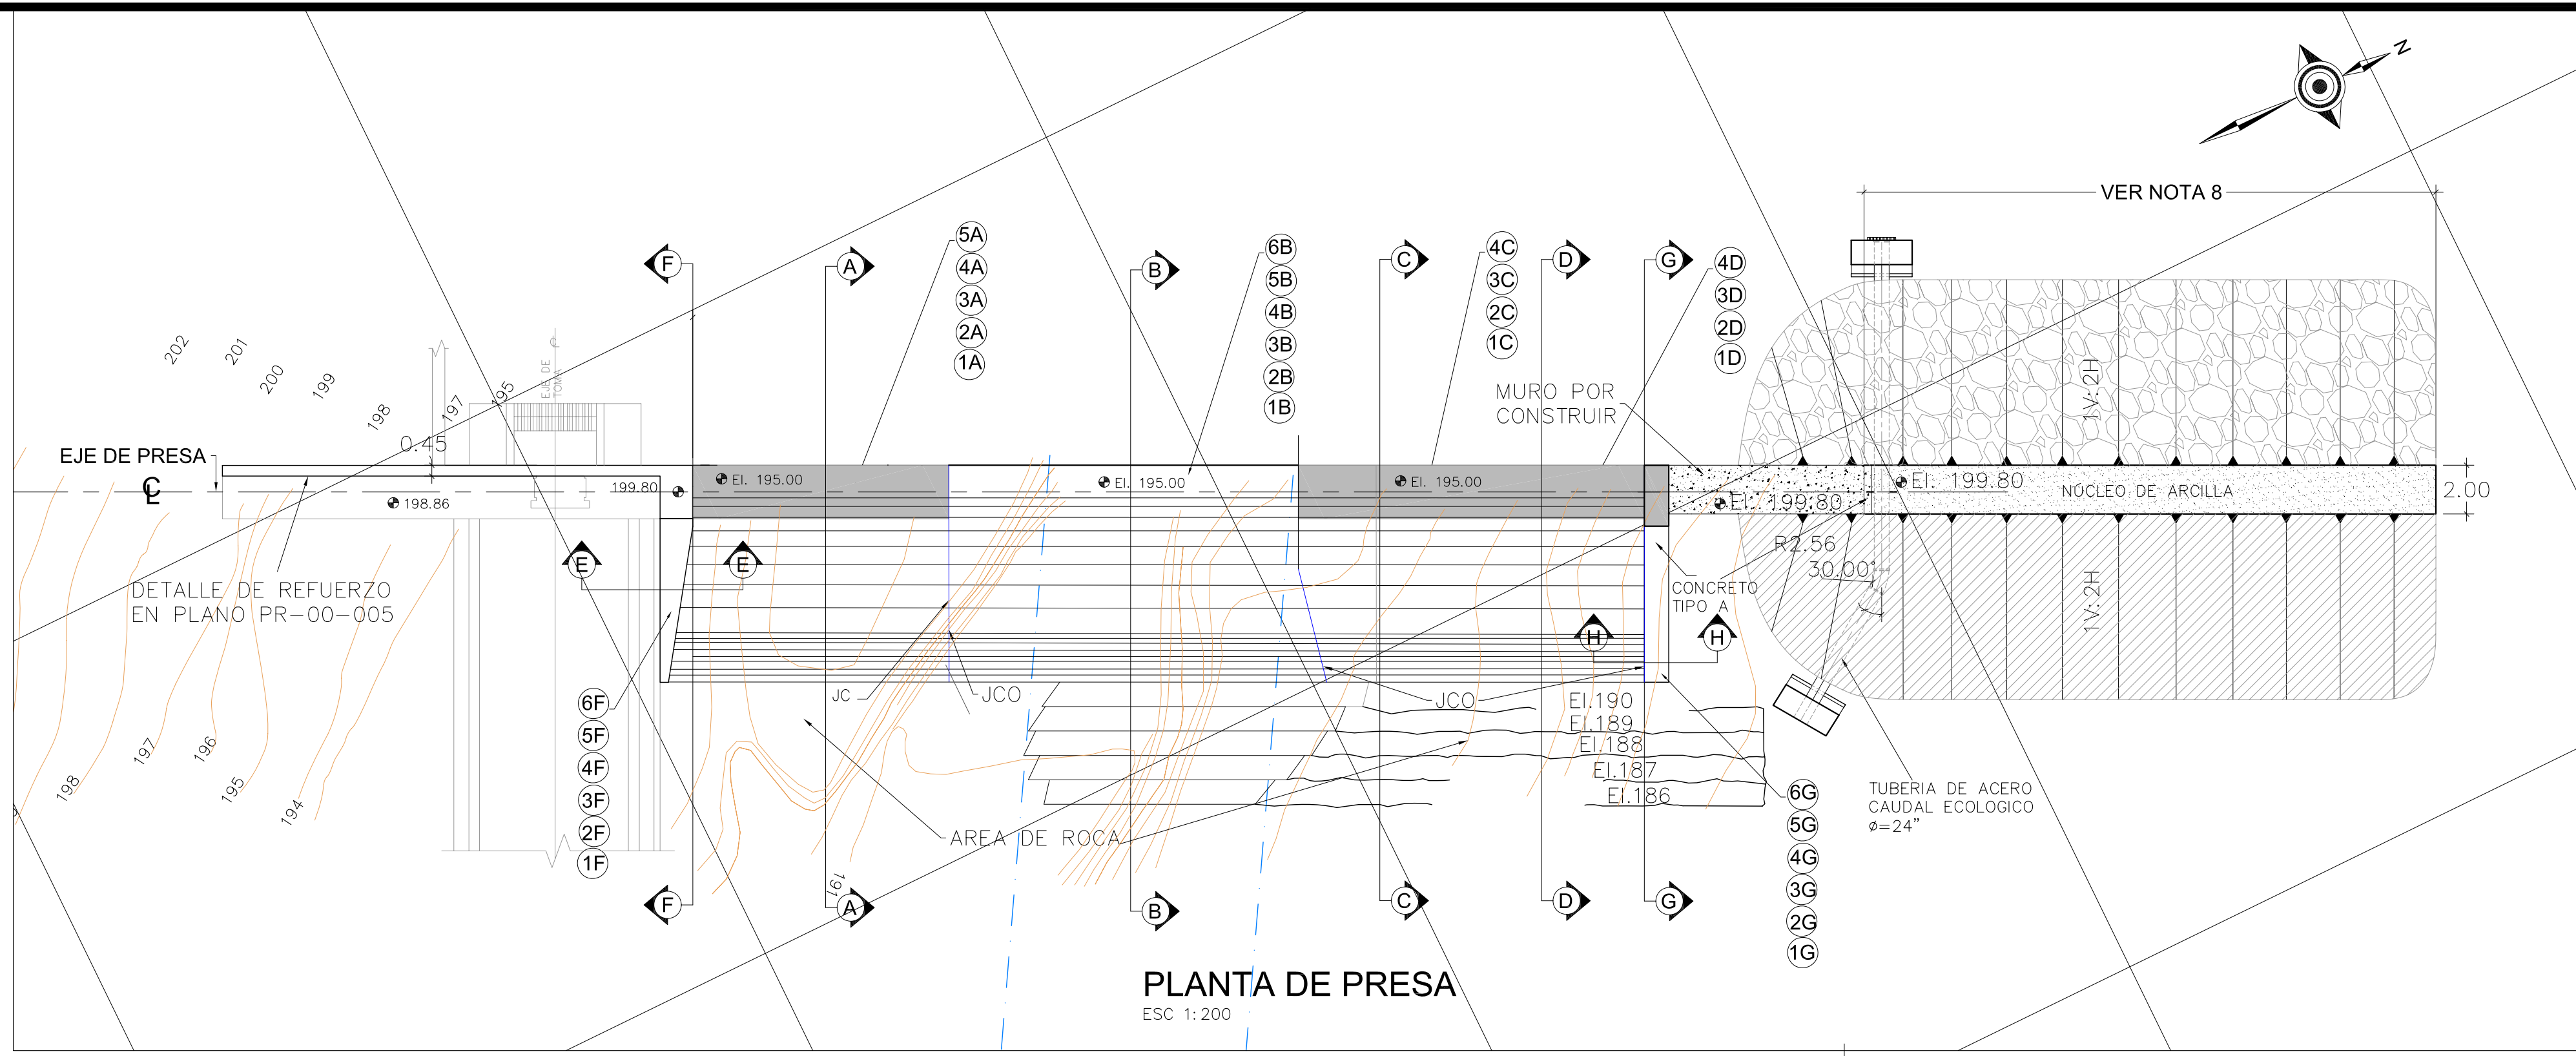 N
VER NOTA 8
F
A
B
C
D
G
5A
4A
3A
2A
1A
6B
5B
4B
3B
2B
1B
4C
3C
2C
1C
4D
3D
2D
1D
MURO POR
CONSTRUIR
202
201
200
199
198
197
195
EJE DE
TOMA
℄
0.45
EJE DE PRESA
℄
198.86
199.80
El. 195.00
El. 195.00
El. 195.00
El. 199.80
El. 199.80
NÚCLEO DE ARCILLA
2.00
1V:2H
1V:2H
R2.56
30.00°
E
E
DETALLE DE REFUERZO
EN PLANO PR-00-005
CONCRETO
TIPO A
H
H
JC
JCO
JCO
El.190
El.189
El.188
El.187
El.186
6F
5F
4F
3F
2F
1F
198
197
196
195
194
191
AREA DE ROCA
TUBERIA DE ACERO
CAUDAL ECOLOGICO
ø=24"
6G
5G
4G
3G
2G
1G
F
A
B
C
D
G
PLANTA DE PRESA
ESC 1:200